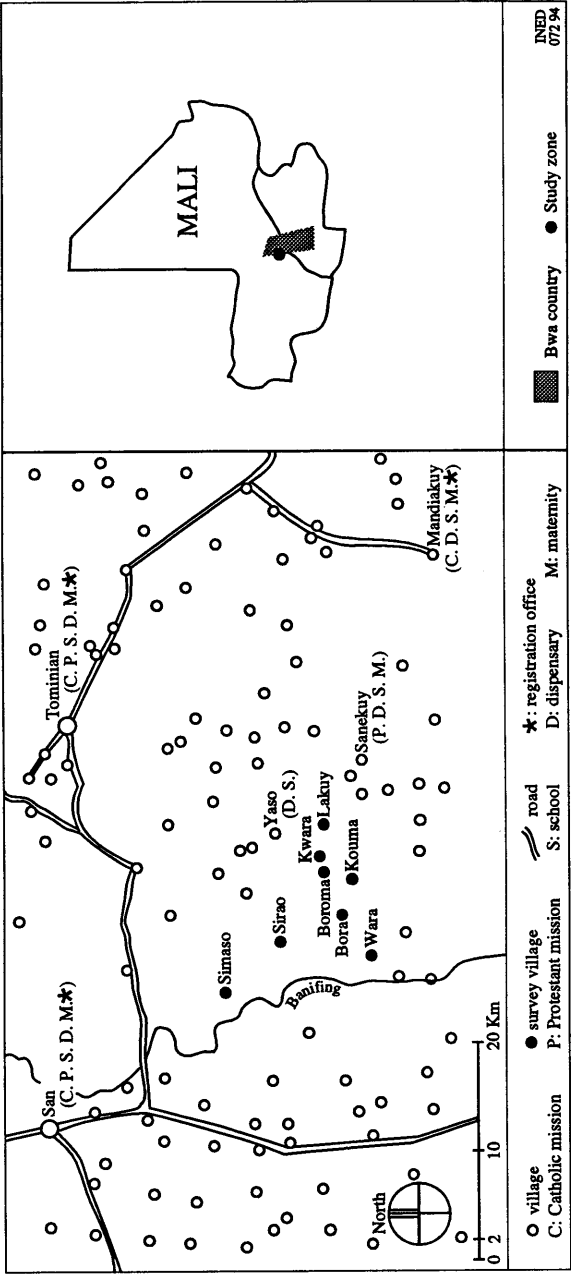 San
(C. P. S. D. M.*)
Tominian
(C. P. S. D. M.*)
Simaso
Sirao
Yaso
(D. S.)
Kwara
Lakuy
Boroma
Kouma
Bora
Wara
Sanekuy
(P. D. S. M.)
Mandiakuy
(C. D. S. M.*)
Banifing
North
0 2 10 20 Km
MALI
village
survey village
road
*: registration office
C: Catholic mission
P: Protestant mission
S: school
D: dispensary
M: maternity
Bwa country
Study zone
INED
072 94